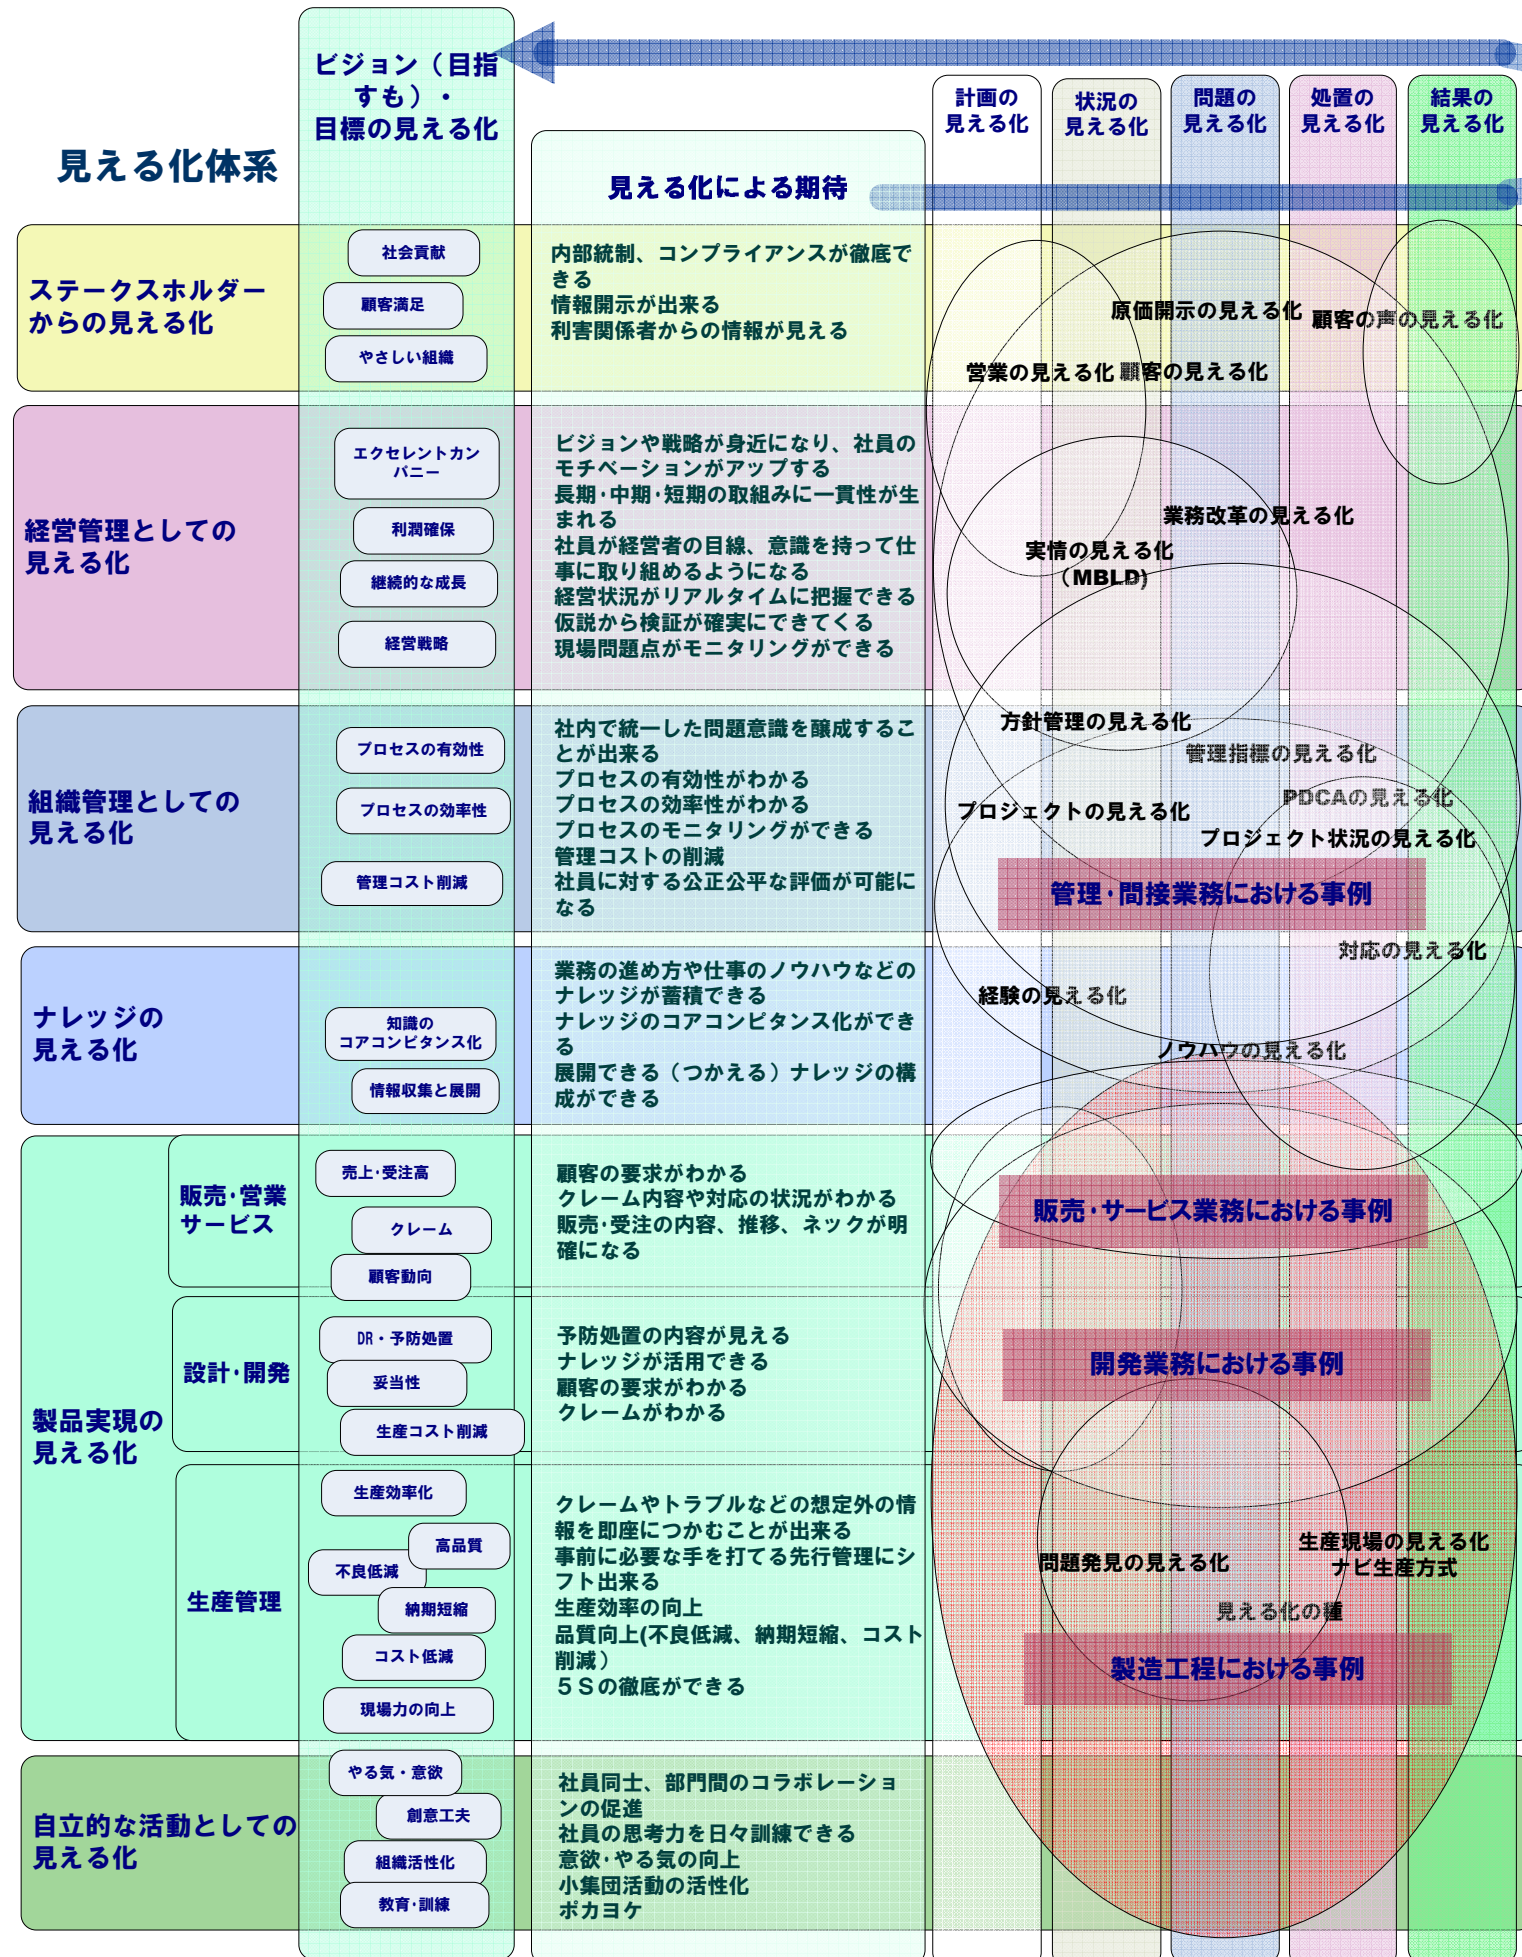 ビジョン（目指
すも）・
目標の見える化
計画の
見える化
状況の
見える化
問題の
見える化
処置の
見える化
結果の
見える化
見える化体系
見える化による期待
ステークスホルダー
からの見える化
社会貢献
顧客満足
やさしい組織
内部統制、コンプライアンスが徹底で
きる
情報開示が出来る
利害関係者からの情報が見える
原価開示の見える化
顧客の声の見える化
営業の見える化
顧客の見える化
経営管理としての
見える化
エクセレントカン
パニー
利潤確保
継続的な成長
経営戦略
ビジョンや戦略が身近になり、社員の
モチベーションがアップする
長期･中期･短期の取組みに一貫性が生
まれる
社員が経営者の目線、意識を持って仕
事に取り組めるようになる
経営状況がリアルタイムに把握できる
仮説から検証が確実にできてくる
現場問題点がモニタリングができる
業務改革の見える化
実情の見える化
（MBLD)
組織管理としての
見える化
プロセスの有効性
プロセスの効率性
管理コスト削減
社内で統一した問題意識を醸成するこ
とが出来る
プロセスの有効性がわかる
プロセスの効率性がわかる
プロセスのモニタリングができる
管理コストの削減
社員に対する公正公平な評価が可能に
なる
方針管理の見える化
管理指標の見える化
PDCAの見える化
プロジェクトの見える化
プロジェクト状況の見える化
管理･間接業務における事例
ナレッジの
見える化
知識の
コアコンピタンス化
情報収集と展開
業務の進め方や仕事のノウハウなどの
ナレッジが蓄積できる
ナレッジのコアコンピタンス化ができ
る
展開できる（つかえる）ナレッジの構
成ができる
対応の見える化
経験の見える化
ノウハウの見える化
製品実現の
見える化
販売･営業
サービス
売上･受注高
クレーム
顧客動向
顧客の要求がわかる
クレーム内容や対応の状況がわかる
販売･受注の内容、推移、ネックが明
確になる
販売･サービス業務における事例
設計･開発
DR・予防処置
妥当性
生産コスト削減
予防処置の内容が見える
ナレッジが活用できる
顧客の要求がわかる
クレームがわかる
開発業務における事例
生産管理
生産効率化
高品質
不良低減
納期短縮
コスト低減
現場力の向上
クレームやトラブルなどの想定外の情
報を即座につかむことが出来る
事前に必要な手を打てる先行管理にシ
フト出来る
生産効率の向上
品質向上(不良低減、納期短縮、コスト
削減）
５Ｓの徹底ができる
生産現場の見える化
ナビ生産方式
問題発見の見える化
見える化の種
製造工程における事例
自立的な活動としての
見える化
やる気・意欲
創意工夫
組織活性化
教育･訓練
社員同士、部門間のコラボレーショ
ンの促進
社員の思考力を日々訓練できる
意欲･やる気の向上
小集団活動の活性化
ポカヨケ